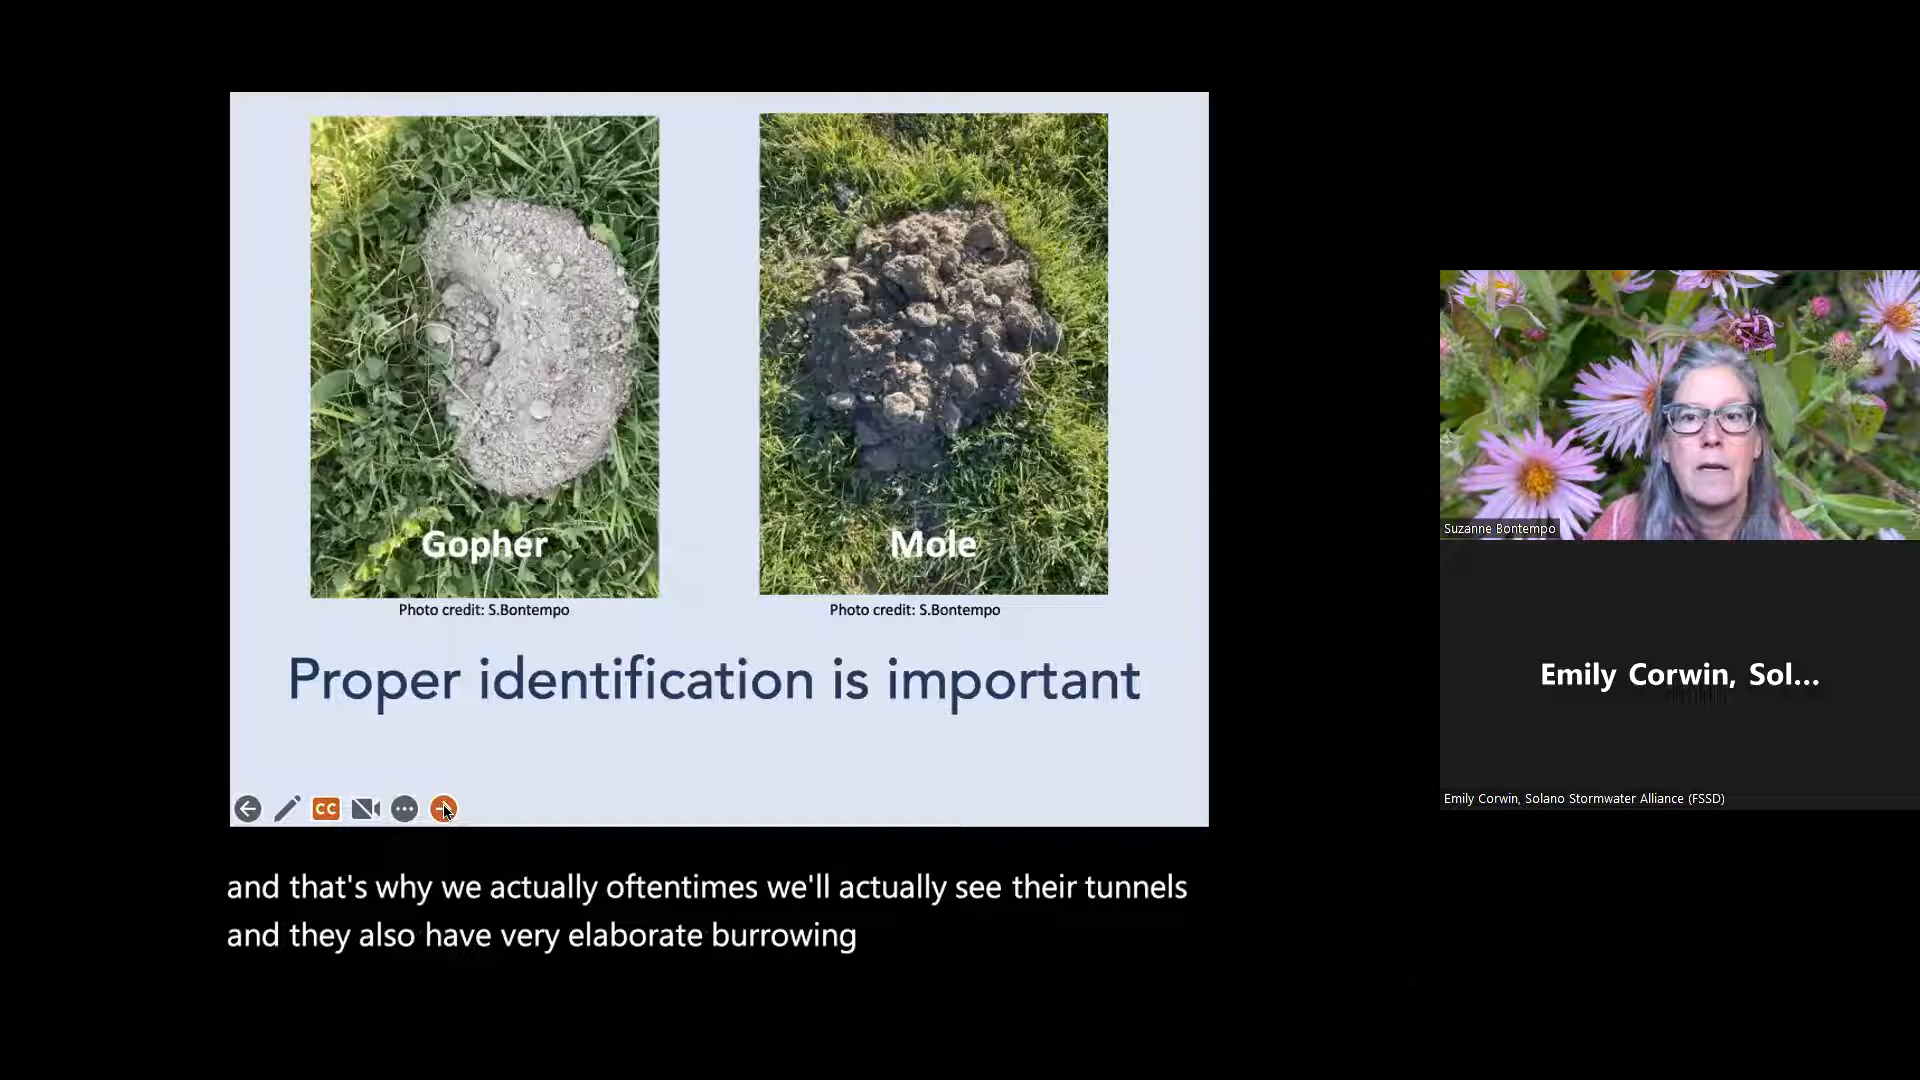 Gopher
Mole
Photo credit: S.Bontempo
Photo credit: S.Bontempo
Proper identification is important
CC
and that's why we actually oftentimes we'll actually see their tunnels
and they also have very elaborate burrowing
Suzanne Bontempo
Emily Corwin, Sol...
Emily Corwin, Solano Stormwater Alliance (FSSD)